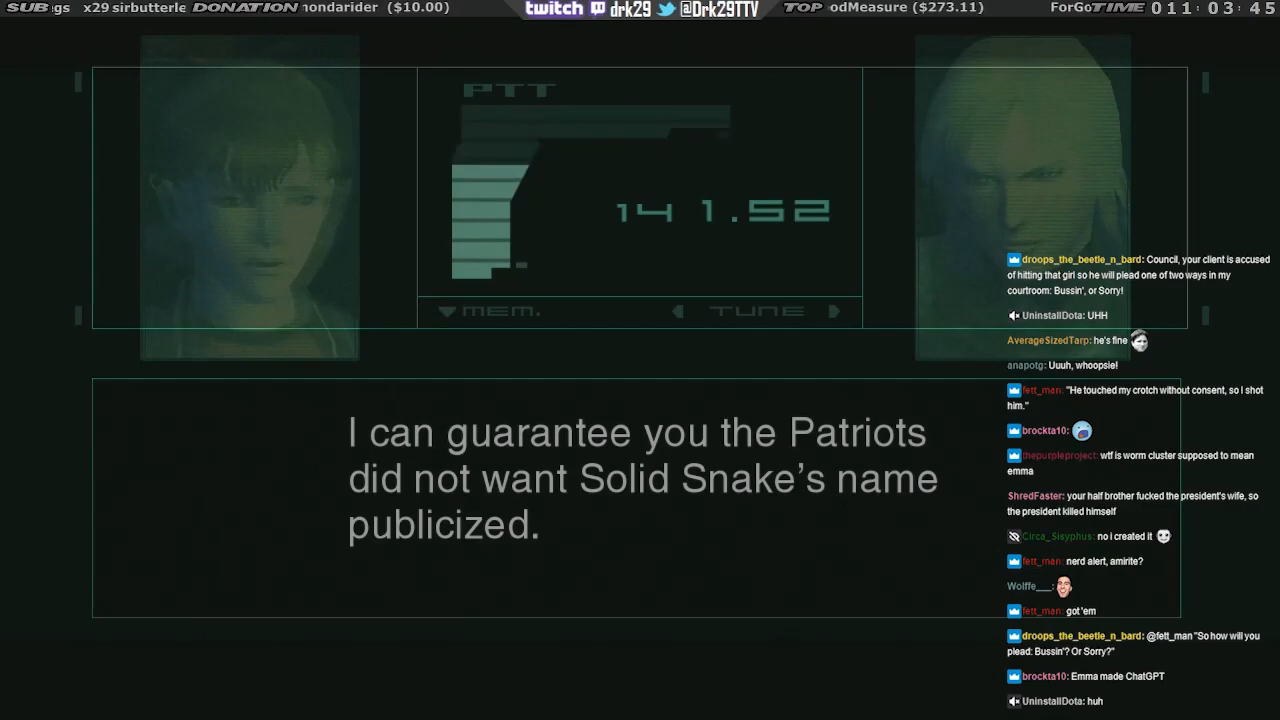 SUB gs x29 sirbutterle DONATION nondarider ($10.00) twitch drk29 @Drk29TTV TOP odMeasure ($273.11) ForGo TIME 011:03:45
PTT
141.52
MEM. TUNE
I can guarantee you the Patriots
did not want Solid Snake's name
publicized.
droops_the_beetle_n_bard: Council, your client is accused
of hitting that girl so he will plead one of two ways in my
courtroom: Bussin', or Sorry!
UninstallDota: UHH
AverageSizedTarp: he's fine
anapotg: Uuuh, whoopsie!
fett_man: "He touched my crotch without consent, so I shot
him."
brockta10:
thepurpleproject: wtf is worm cluster supposed to mean
emma
ShredFaster: your half brother fucked the president's wife, so
the president killed himself
Circa_Sisyphus: no i created it
fett_man: nerd alert, amirite?
Wolffe___:
fett_man: got 'em
droops_the_beetle_n_bard: @fett_man "So how will you
plead: Bussin'? Or Sorry?"
brockta10: Emma made ChatGPT
UninstallDota: huh